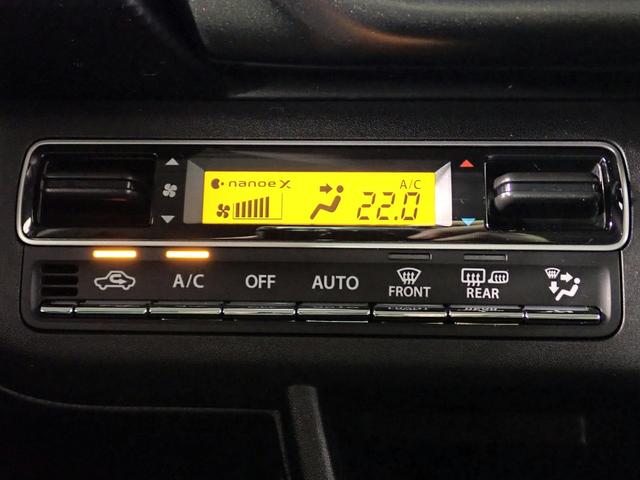 nanoe X
A/C
22.0
A/C OFF AUTO FRONT REAR